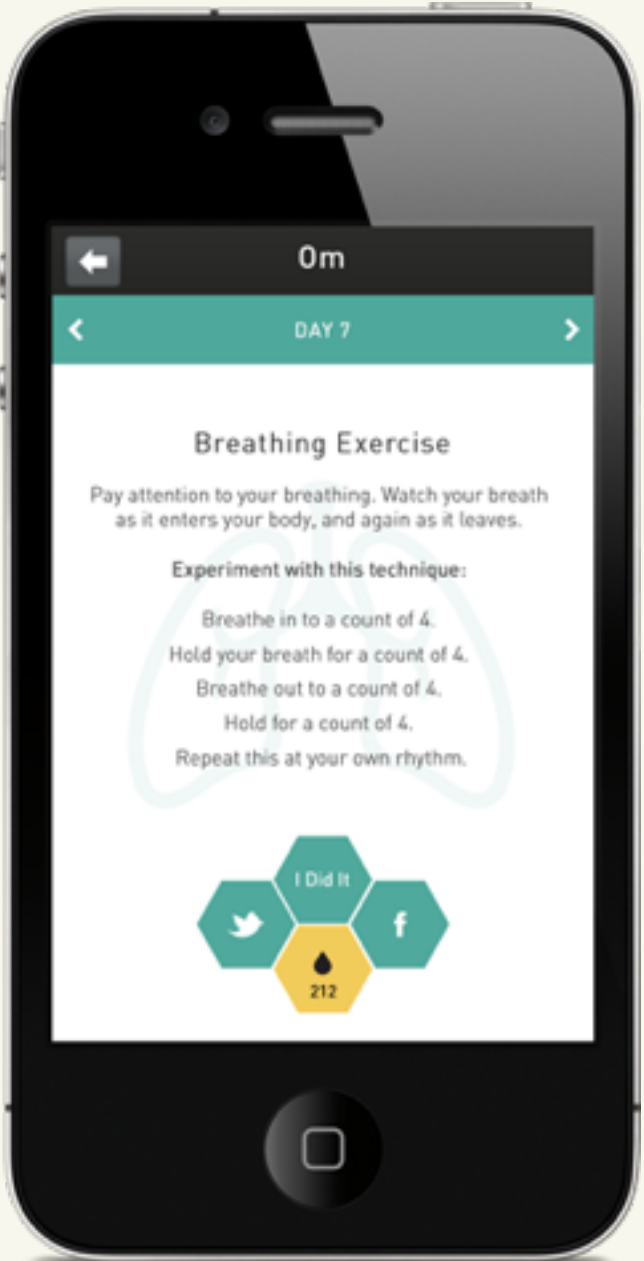 Om
DAY 7
Breathing Exercise
Pay attention to your breathing. Watch your breath
as it enters your body, and again as it leaves.
Experiment with this technique:
Breathe in to a count of 4.
Hold your breath for a count of 4.
Breathe out to a count of 4.
Hold for a count of 4.
Repeat this at your own rhythm.
I Did It
f
212